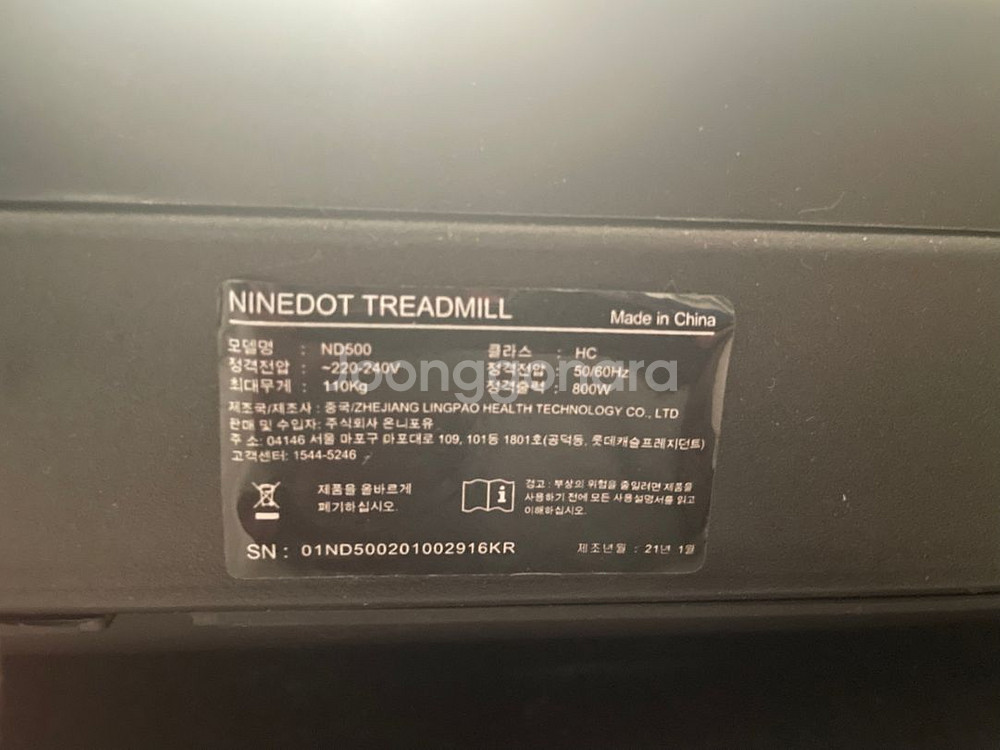 NINEDOT TREADMILL Made in China
모델명 : ND500 클라스 : HC
정격전압 : ~220-240V 정격전압 : 50/60Hz
최대무게 : 110Kg 정격출력 : 800W
joonggonara
제조국/제조사 : 중국/ZHEJIANG LINGPAO HEALTH TECHNOLOGY CO., LTD
판매 및 수입자: 주식회사 온니포유
주 소: 04146 서울 마포구 마포대로 109, 101동 1801호(공덕동, 롯데캐슬프레지던트)
고객센터: 1544-5246
제품을 올바르게
폐기하십시오.
경고 : 부상의 위험을 줄일려면 제품을
사용하기 전에 모든 사용설명서를 읽고
이해하십시오.
SN : 01ND500201002916KR 제조년월 : 21년 1월